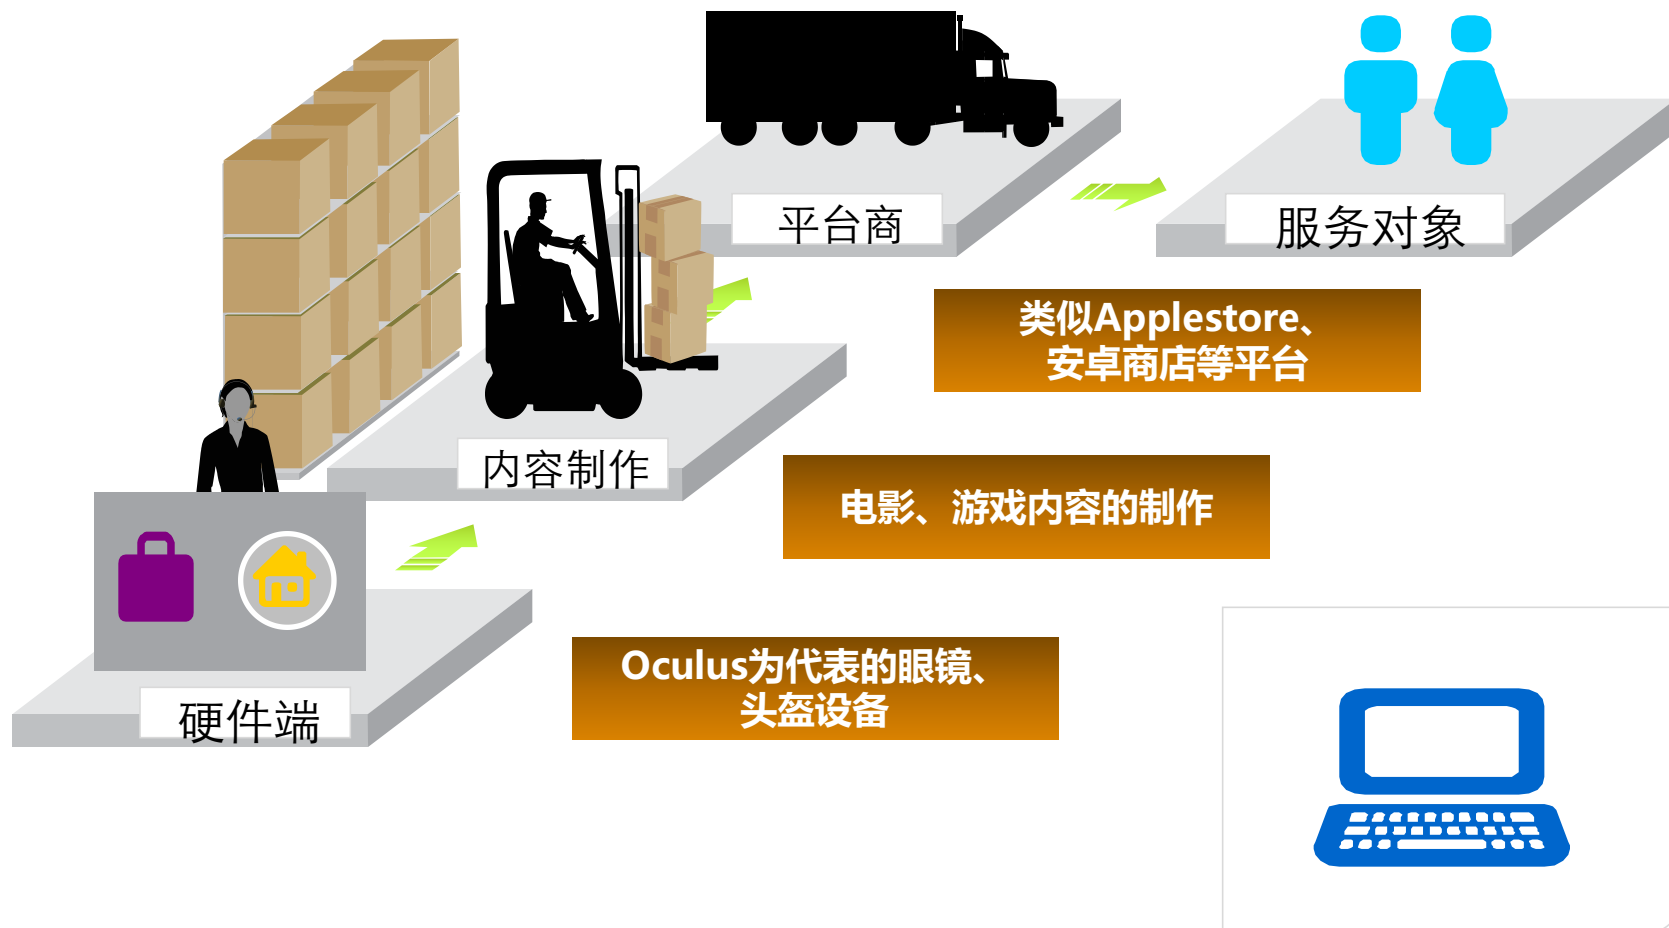 平台商
服务对象
类似Applestore、
安卓商店等平台
内容制作
电影、游戏内容的制作
Oculus为代表的眼镜、
头盔设备
硬件端